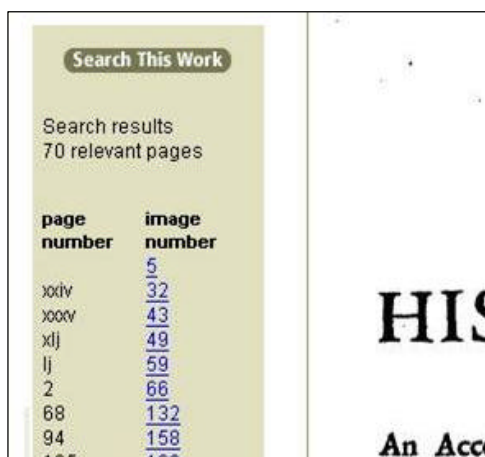 Search This Work
Search results
70 relevant pages
page number image number
5
xxiv 32
xxxv 43
xlj 49
lj 59
2 66
68 132
94 158
HIS
An Acco